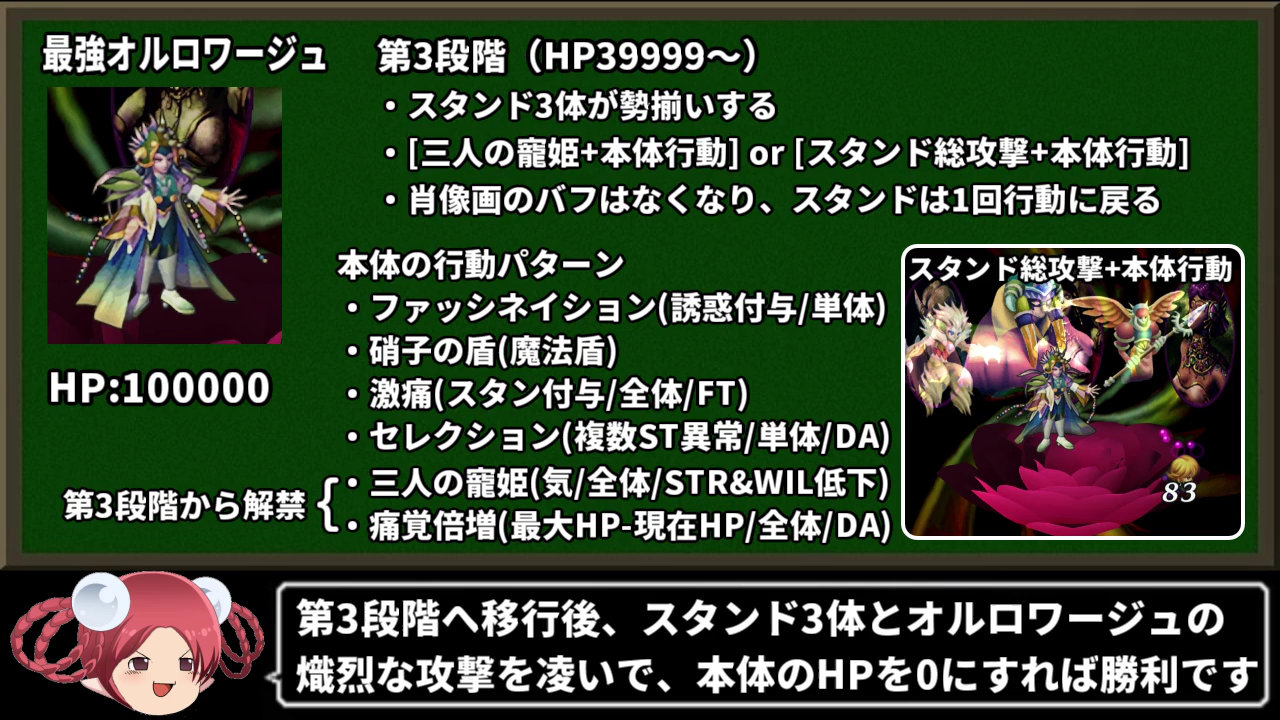 最強オルロワージュ
第3段階（HP39999～）
・スタンド3体が勢揃いする
・[三人の寵姫+本体行動] or [スタンド総攻撃+本体行動]
・肖像画のバフはなくなり、スタンドは1回行動に戻る
本体の行動パターン
・ファッシネイション(誘惑付与/単体)
・硝子の盾(魔法盾)
・激痛(スタン付与/全体/FT)
・セレクション(複数ST異常/単体/DA)
・三人の寵姫(気/全体/STR&WIL低下)
・痛覚倍増(最大HP-現在HP/全体/DA)
HP:100000
第3段階から解禁 {
スタンド総攻撃+本体行動
83
第3段階へ移行後、スタンド3体とオルロワージュの
熾烈な攻撃を凌いで、本体のHPを0にすれば勝利です